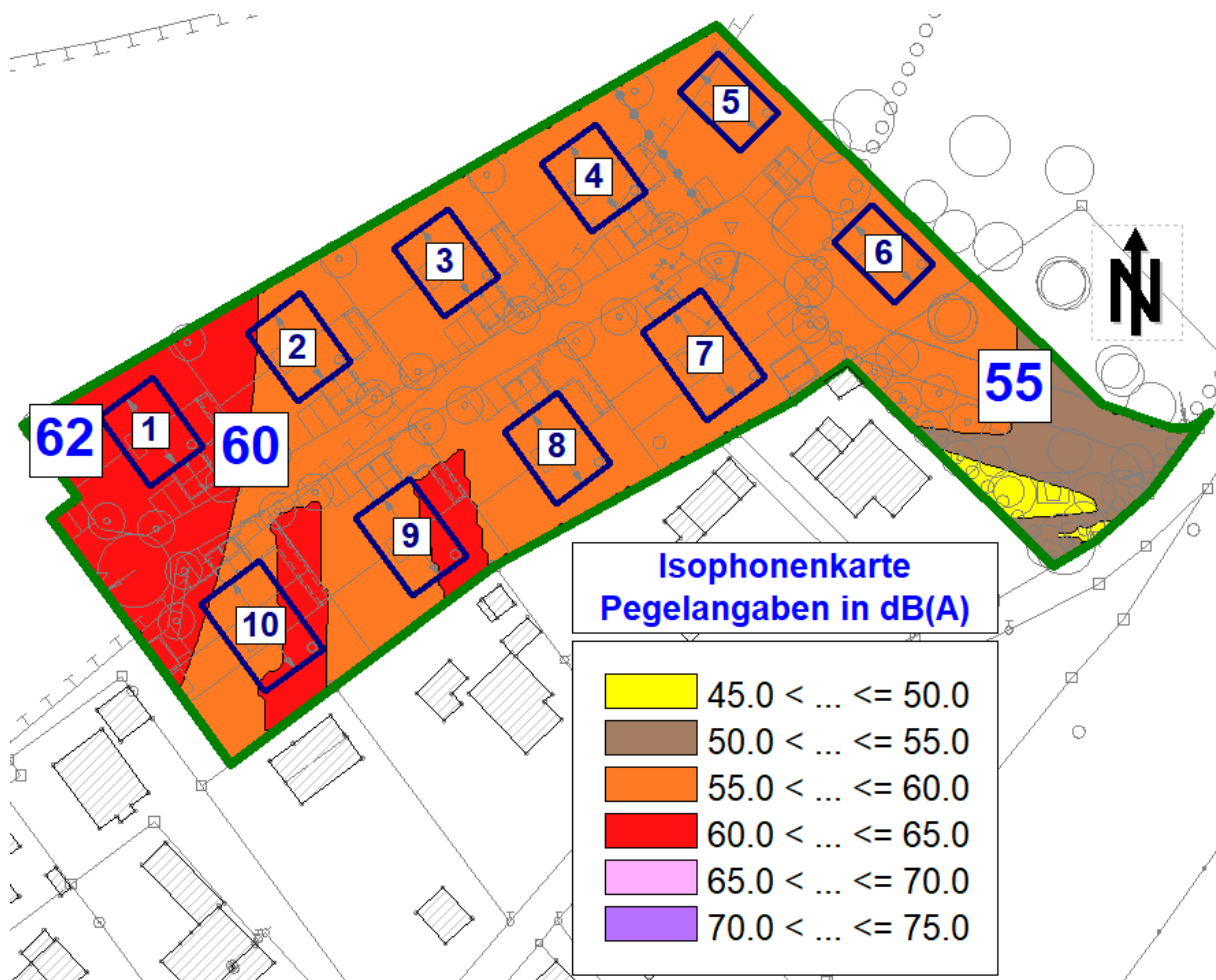 5
4
6
3
2
7
55
1
62
60
8
9
10
N
Isophonenkarte
Pegelangaben in dB(A)
45.0 < ... <= 50.0
50.0 < ... <= 55.0
55.0 < ... <= 60.0
60.0 < ... <= 65.0
65.0 < ... <= 70.0
70.0 < ... <= 75.0